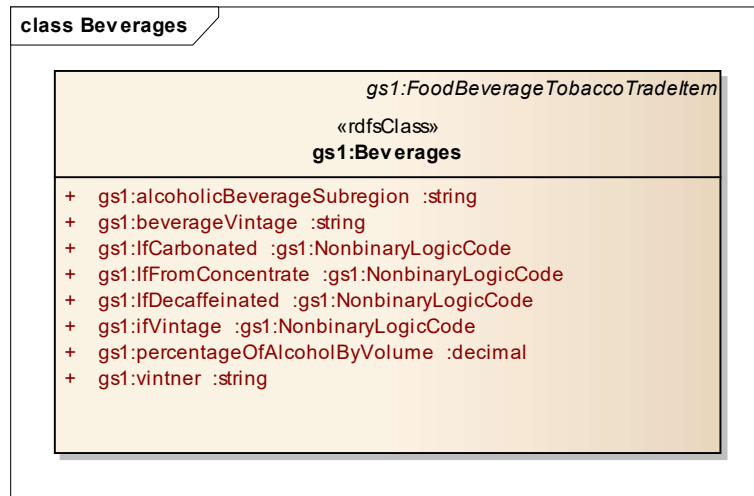 class Beverages
gs1:FoodBeverageTobaccoTradeItem
«rdfsClass»
gs1:Beverages
+ gs1:alcoholicBeverageSubregion :string
+ gs1:beverageVintage :string
+ gs1:IfCarbonated :gs1:NonbinaryLogicCode
+ gs1:IfFromConcentrate :gs1:NonbinaryLogicCode
+ gs1:IfDecaffeinated :gs1:NonbinaryLogicCode
+ gs1:ifVintage :gs1:NonbinaryLogicCode
+ gs1:percentageOfAlcoholByVolume :decimal
+ gs1:vintner :string